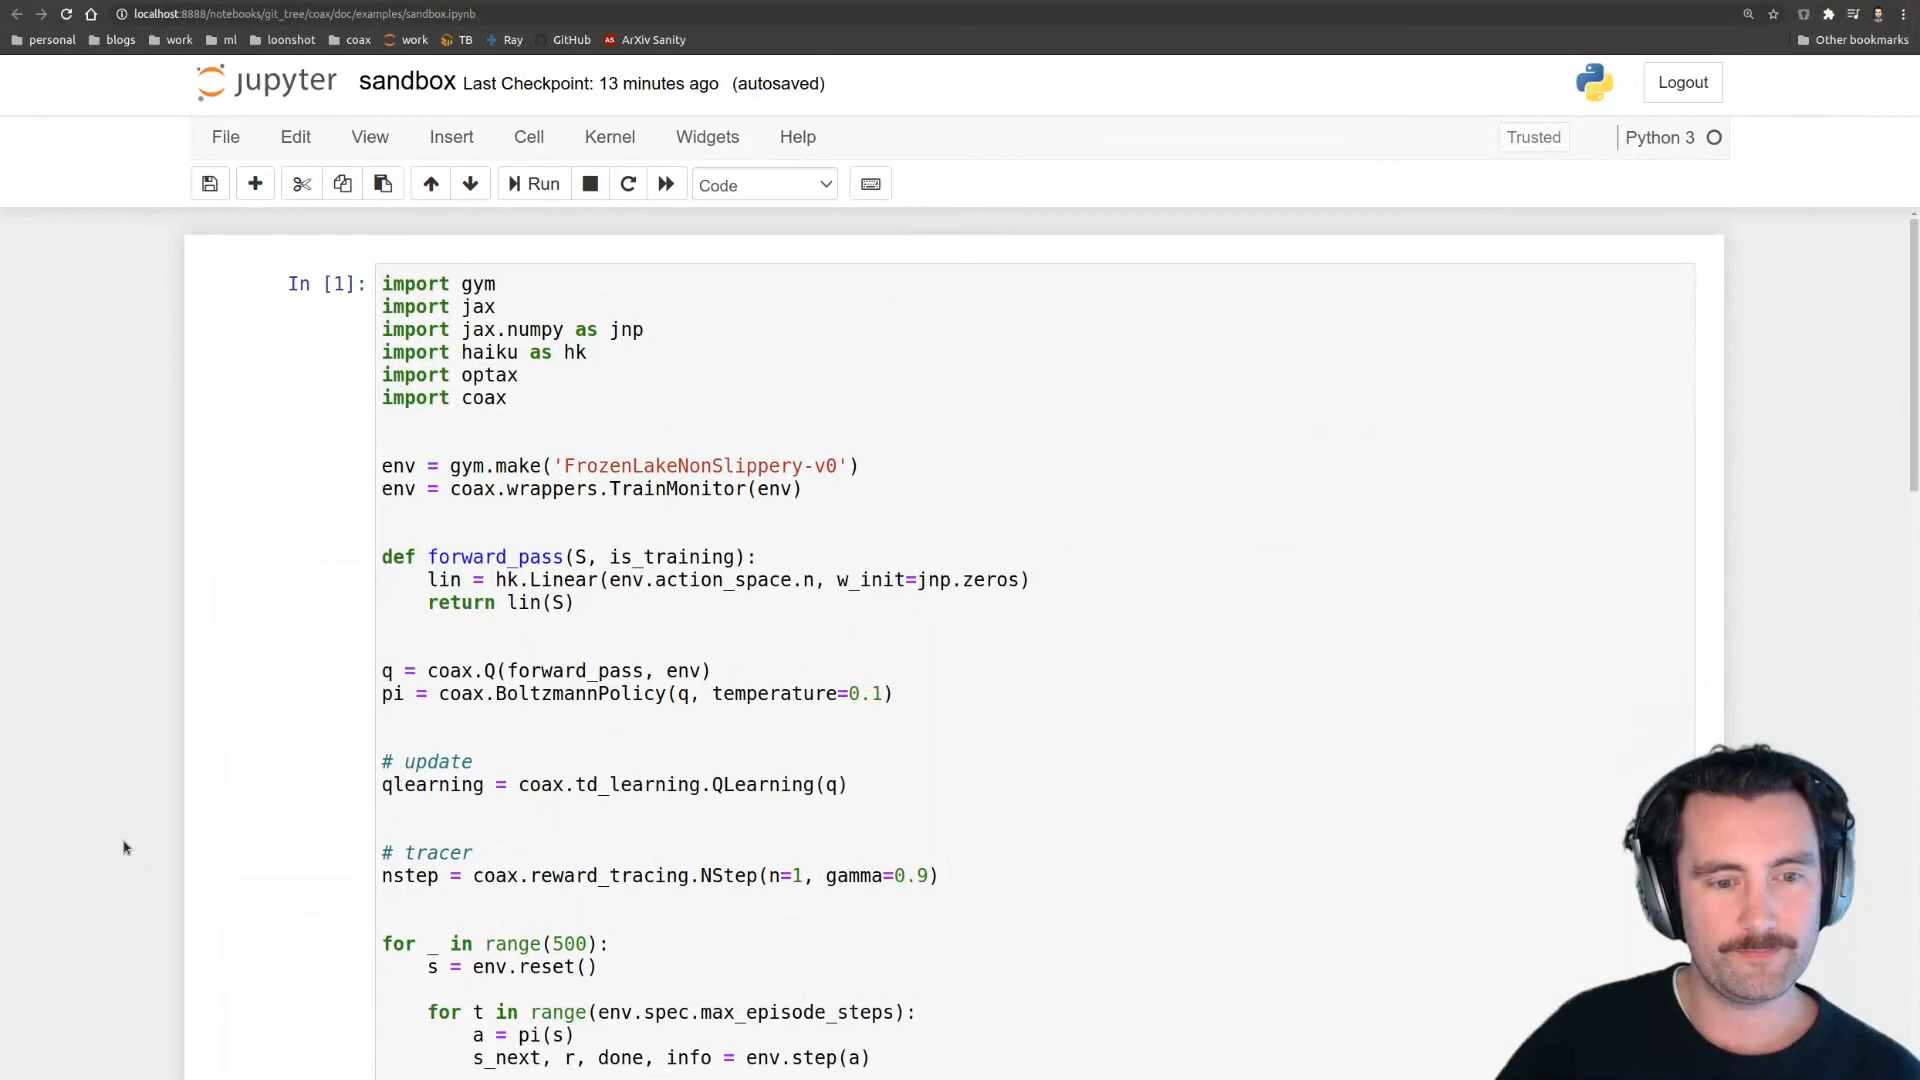 localhost:8888/notebooks/git_tree/coax/doc/examples/sandbox.ipynb
personal blogs work ml loonshot coax work TB Ray GitHub AS ArXiv Sanity Other bookmarks
jupyter sandbox Last Checkpoint: 13 minutes ago (autosaved) Logout
File Edit View Insert Cell Kernel Widgets Help Trusted Python 3
Run Code
In [1]: import gym
import jax
import jax.numpy as jnp
import haiku as hk
import optax
import coax
env = gym.make('FrozenLakeNonSlippery-v0')
env = coax.wrappers.TrainMonitor(env)
def forward_pass(S, is_training):
    lin = hk.Linear(env.action_space.n, w_init=jnp.zeros)
    return lin(S)
q = coax.Q(forward_pass, env)
pi = coax.BoltzmannPolicy(q, temperature=0.1)
# update
qlearning = coax.td_learning.QLearning(q)
# tracer
nstep = coax.reward_tracing.NStep(n=1, gamma=0.9)
for _ in range(500):
    s = env.reset()
    for t in range(env.spec.max_episode_steps):
        a = pi(s)
        s_next, r, done, info = env.step(a)